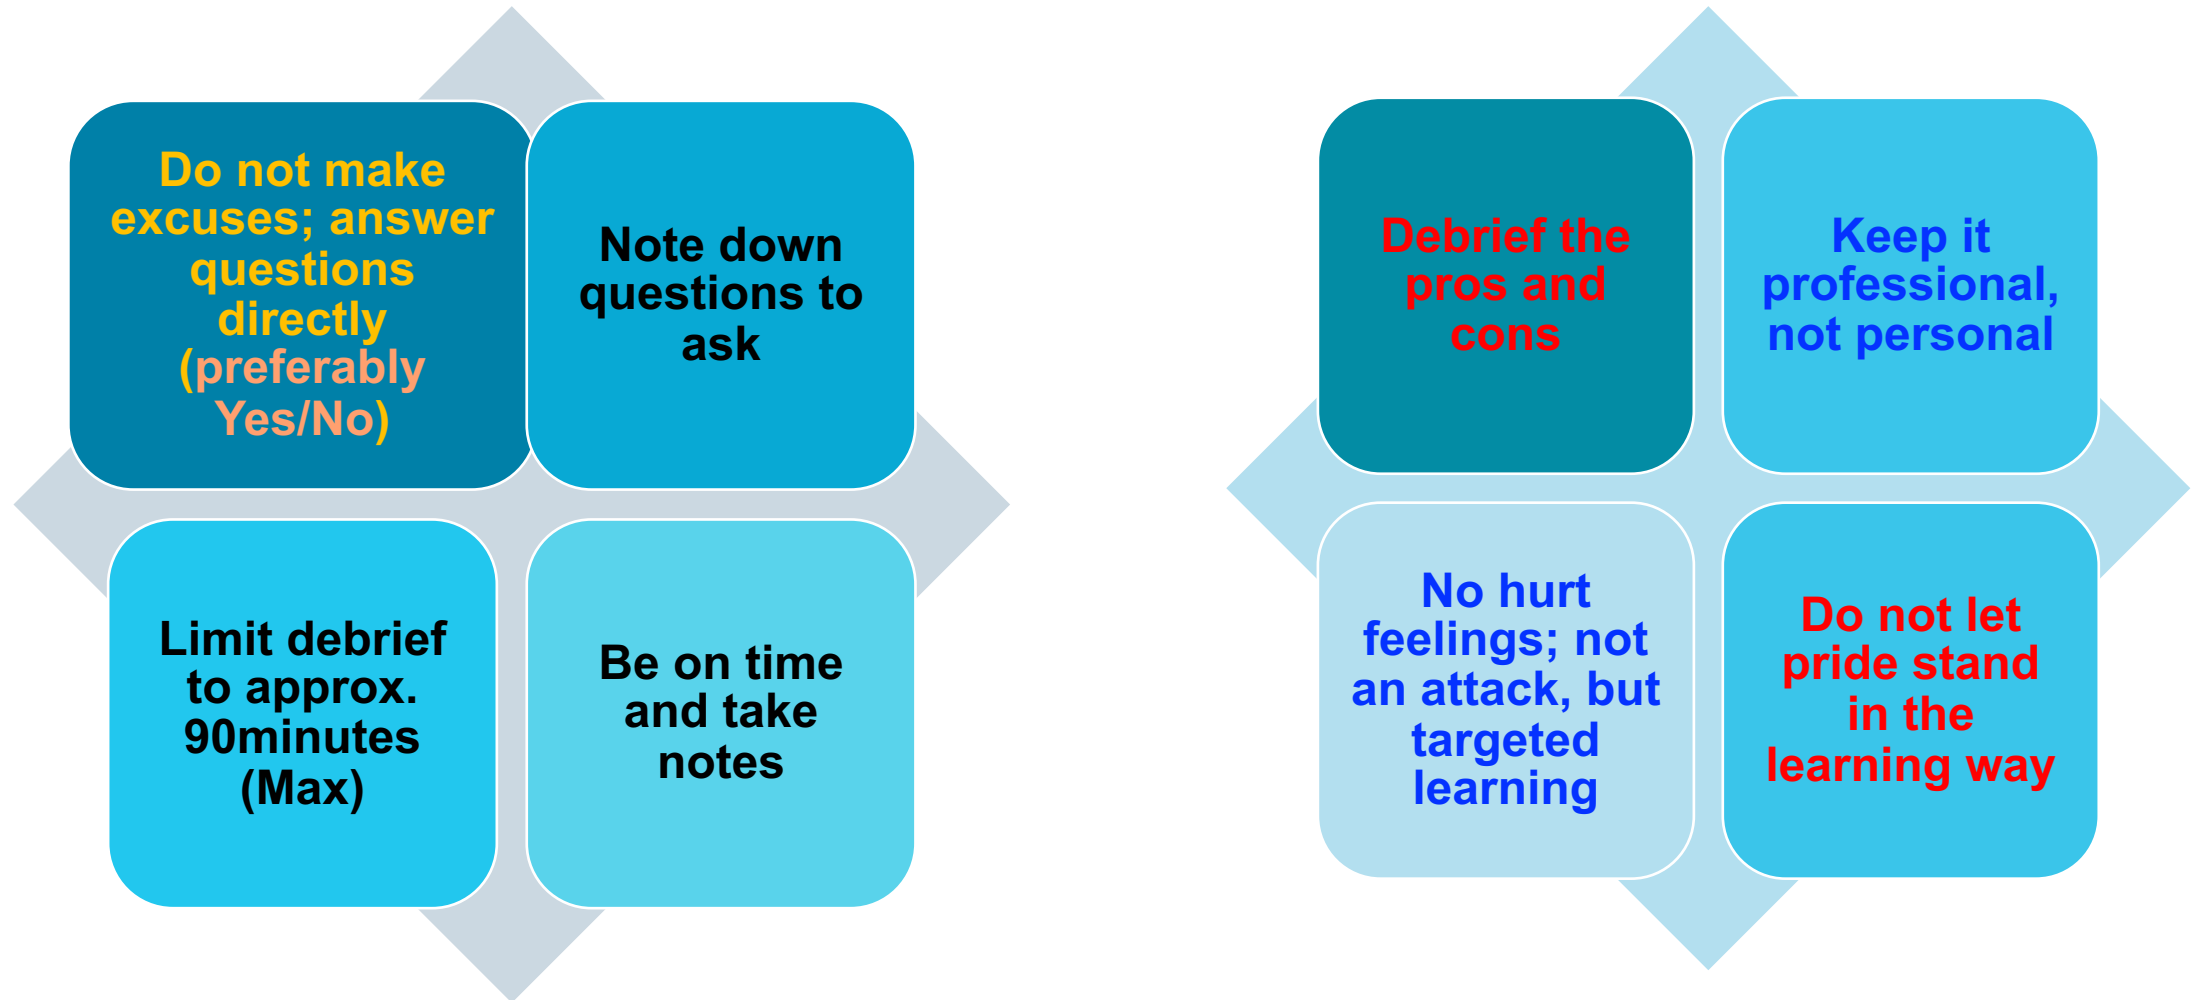 Do not make
excuses; answer
questions
directly
(preferably
Yes/No)
Note down
questions to
ask
Limit debrief
to approx.
90minutes
(Max)
Be on time
and take
notes
Debrief the
pros and
cons
Keep it
professional,
not personal
No hurt
feelings; not
an attack, but
targeted
learning
Do not let
pride stand
in the
learning way